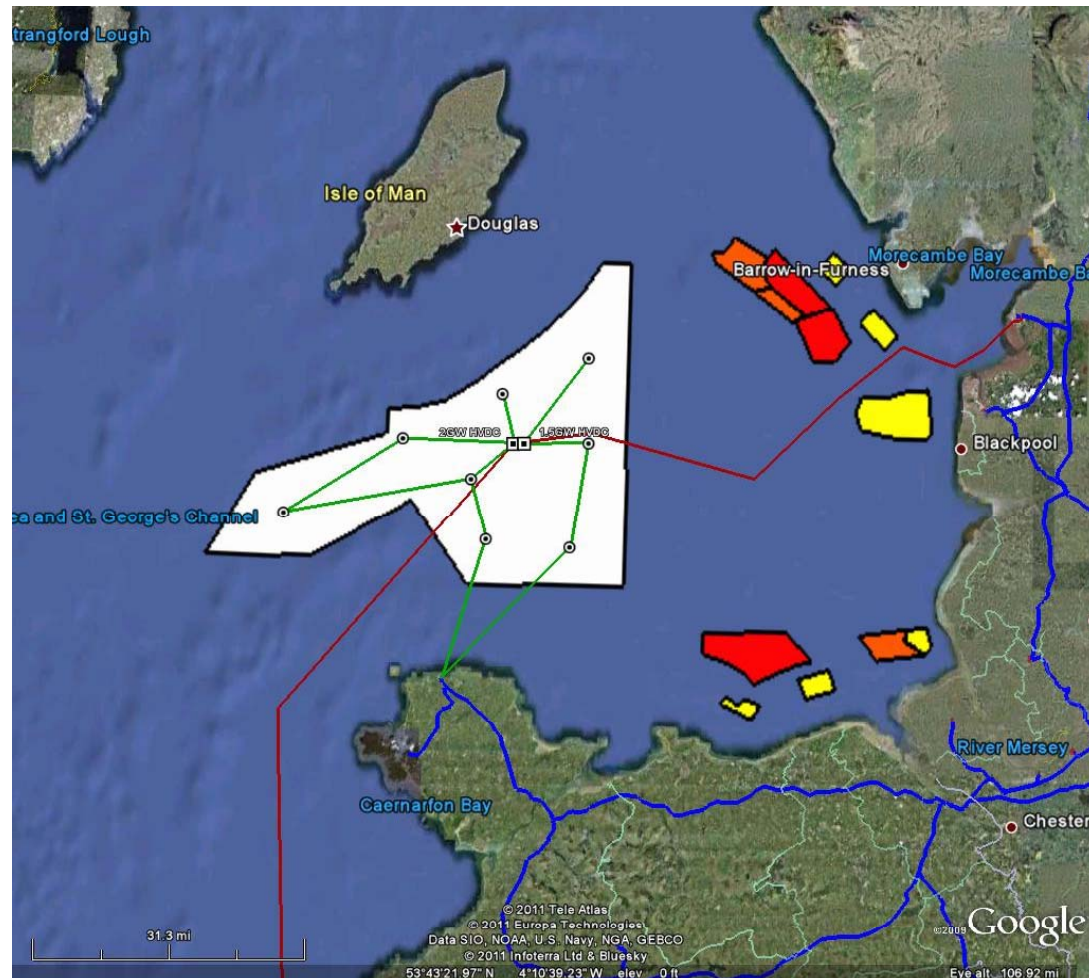 trangford Lough
Isle of Man
Douglas
Morecambe Bay
Barrow-in-Furness
Morecambe Ba
2GW HVDC
1.5GW HVDC
Blackpool
ea and St. George's Channel
River Mersey
Caernarfon Bay
Chester
© 2011 Tele Atlas
© 2011 Europa Technologies
Data SIO, NOAA, U.S. Navy, NGA, GEBCO
© 2011 Infoterra Ltd & Bluesky
©2009 Google
31.3 mi
53°43'21.97" N 4°10'39.23" W elev 0 ft
Eye alt 106.92 mi